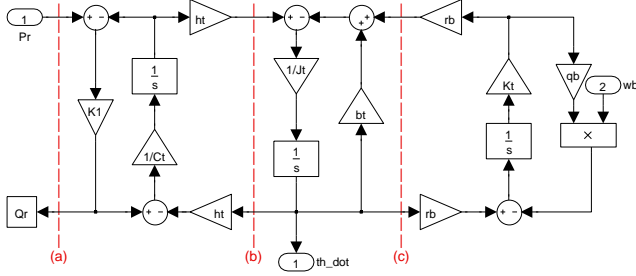 1
Pr
+ −
ht
+ −
− +
+
rb
K1
1
s
1/Jt
bt
Kt
qb
2
wb
1/Ct
1
s
1
s
×
Qr
+ −
ht
rb
+ −
(a)
(b)
(c)
1
th_dot